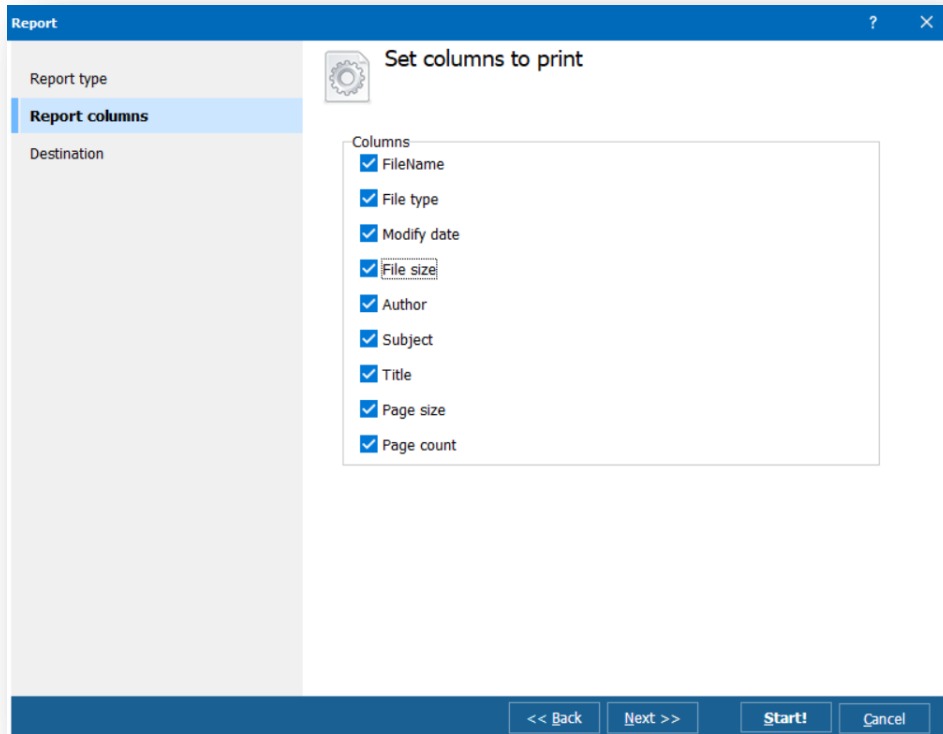 Report
?
Report type
Report columns
Destination
Set columns to print
Columns
FileName
File type
Modify date
File size
Author
Subject
Title
Page size
Page count
<< Back
Next >>
Start!
Cancel